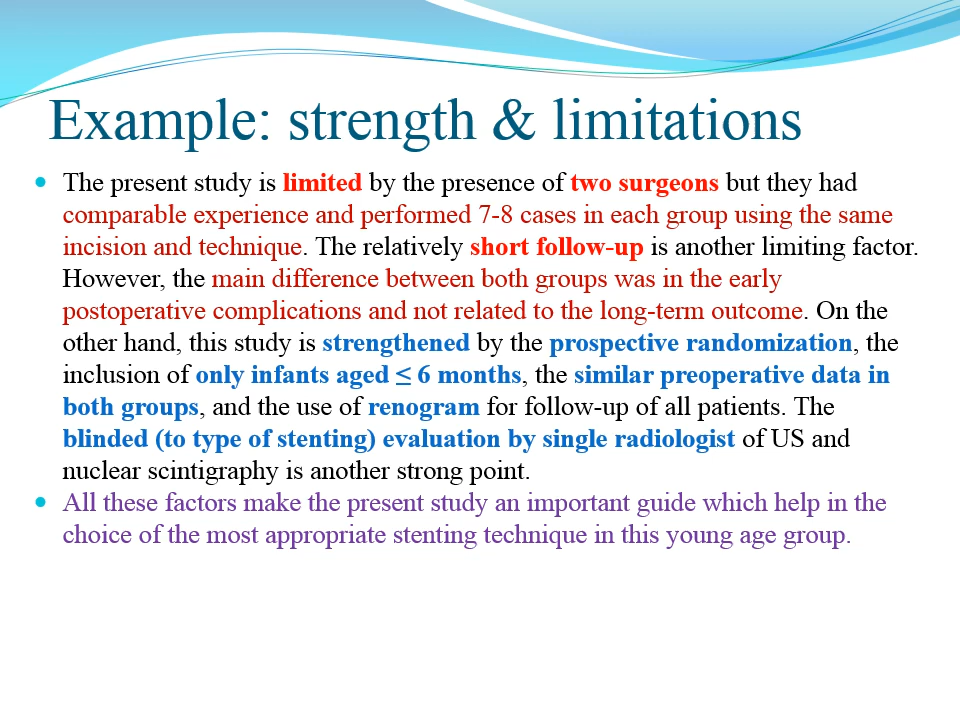 Example: strength & limitations
• The present study is limited by the presence of two surgeons but they had
comparable experience and performed 7-8 cases in each group using the same
incision and technique. The relatively short follow-up is another limiting factor.
However, the main difference between both groups was in the early
postoperative complications and not related to the long-term outcome. On the
other hand, this study is strengthened by the prospective randomization, the
inclusion of only infants aged ≤ 6 months, the similar preoperative data in
both groups, and the use of renogram for follow-up of all patients. The
blinded (to type of stenting) evaluation by single radiologist of US and
nuclear scintigraphy is another strong point.
• All these factors make the present study an important guide which help in the
choice of the most appropriate stenting technique in this young age group.